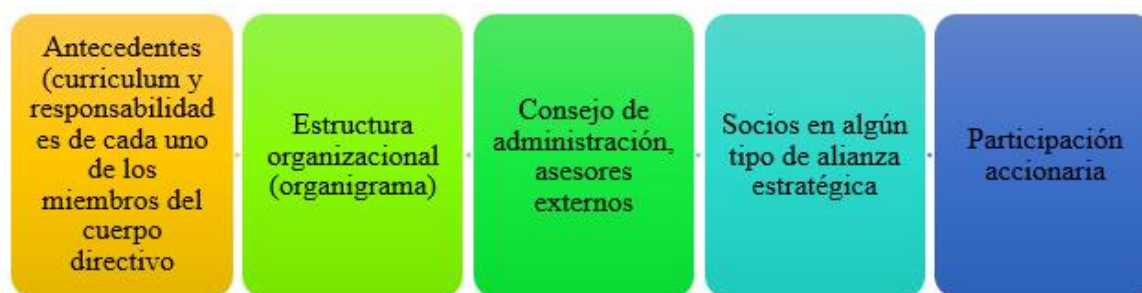 Antecedentes
(curriculum y
responsabilidad
es de cada uno
de los
miembros del
cuerpo
directivo
Estructura
organizacional
(organigrama)
Consejo de
administración,
asesores
externos
Socios en algún
tipo de alianza
estratégica
Participación
accionaria